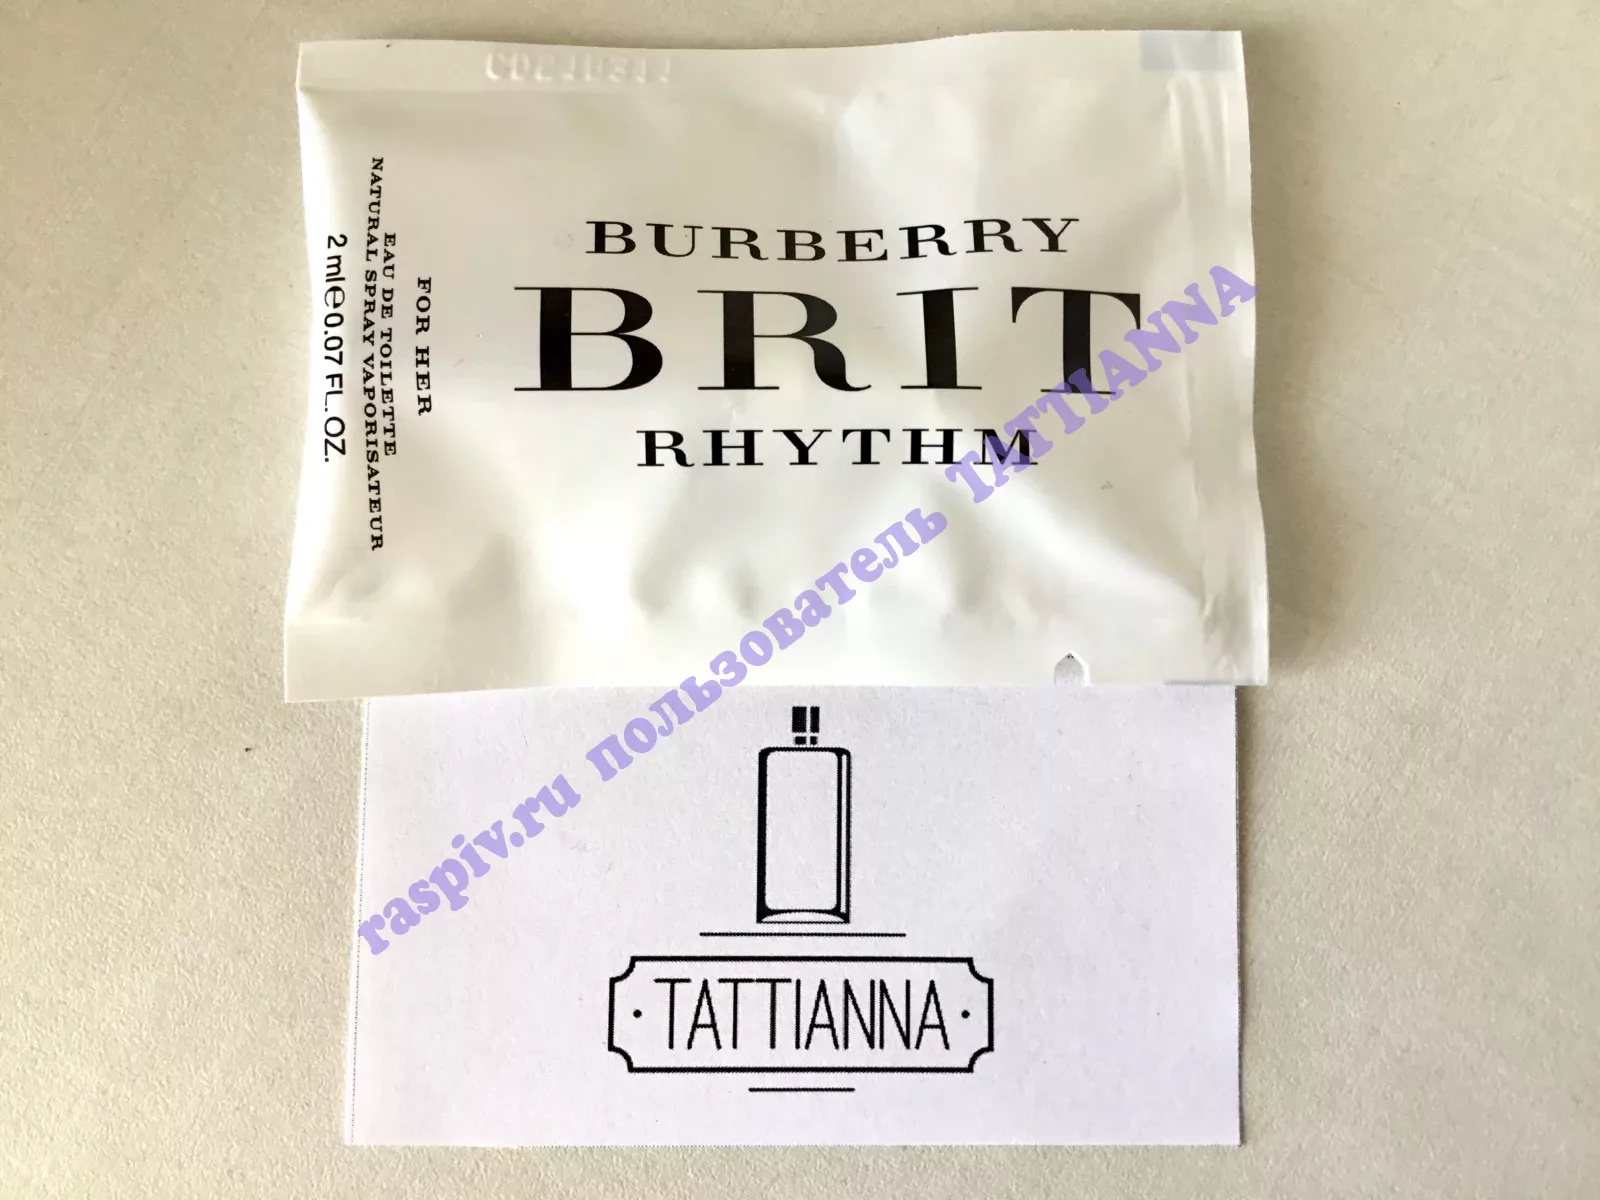 BURBERRY
BRIT
RHYTHM
FOR HER
EAU DE TOILETTE
NATURAL SPRAY VAPORISATEUR
2 ml℮0.07 FL.OZ.
raspiv.ru пользователь TATTIANNA
·TATTIANNA·